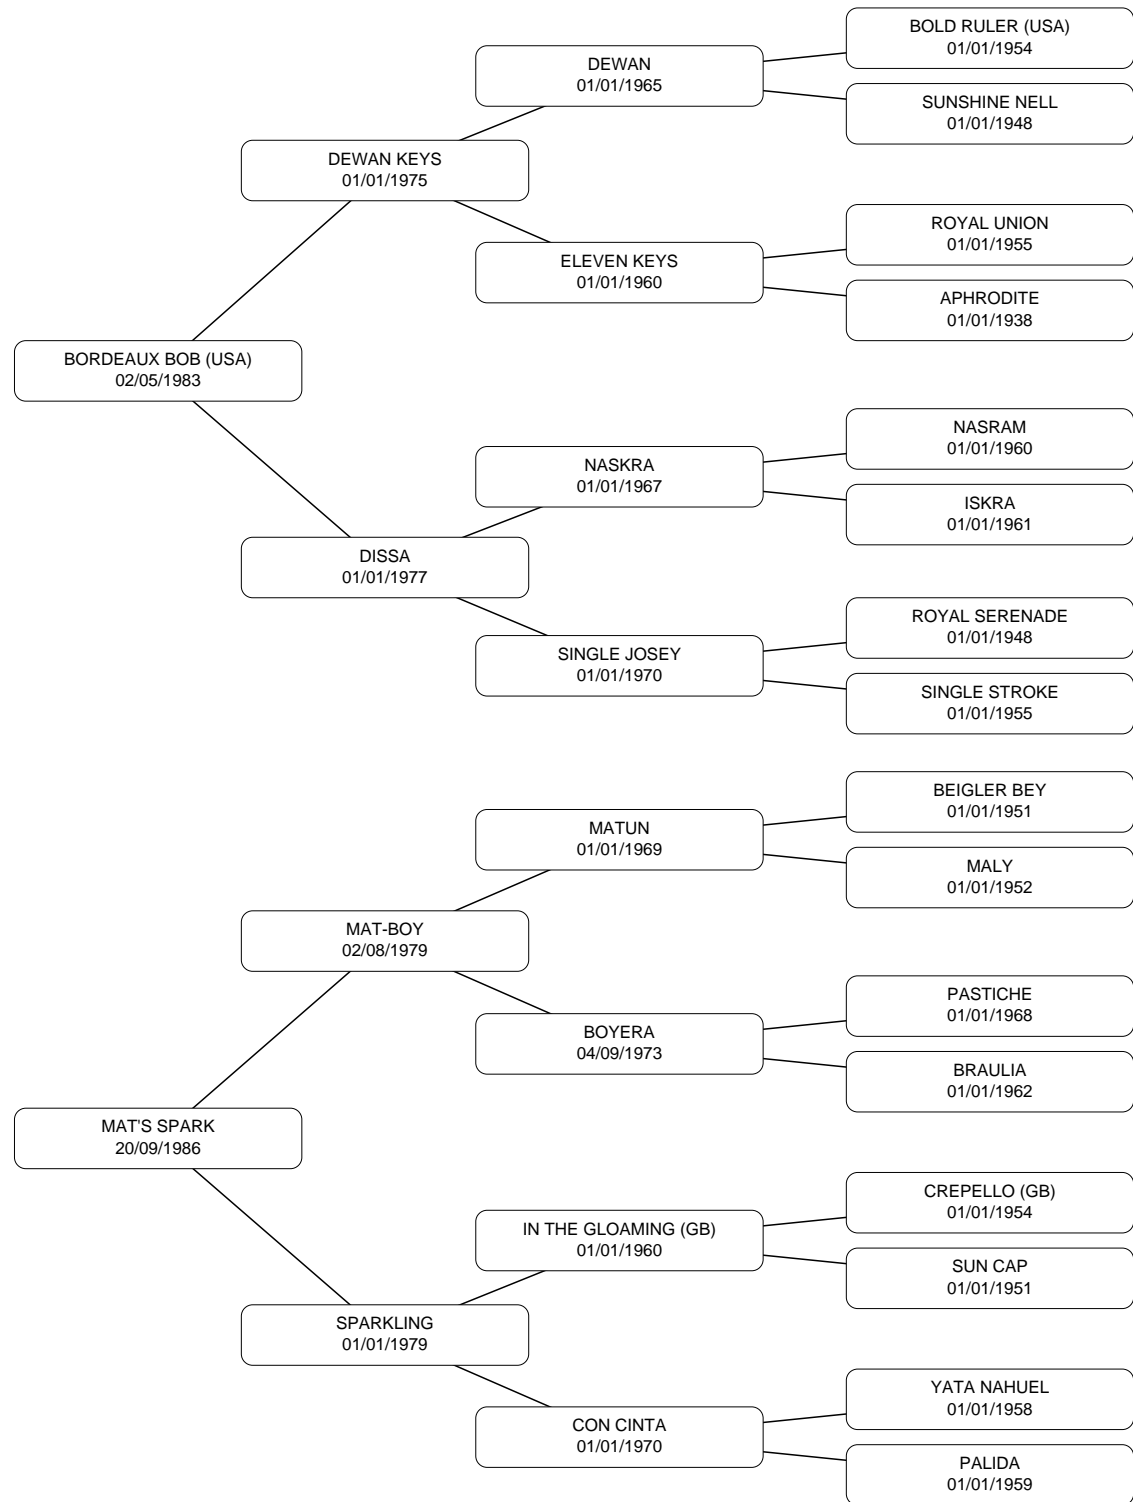 BOLD RULER (USA)
01/01/1954
DEWAN
01/01/1965
SUNSHINE NELL
01/01/1948
DEWAN KEYS
01/01/1975
ROYAL UNION
01/01/1955
ELEVEN KEYS
01/01/1960
APHRODITE
01/01/1938
BORDEAUX BOB (USA)
02/05/1983
NASRAM
01/01/1960
NASKRA
01/01/1967
ISKRA
01/01/1961
DISSA
01/01/1977
ROYAL SERENADE
01/01/1948
SINGLE JOSEY
01/01/1970
SINGLE STROKE
01/01/1955
BEIGLER BEY
01/01/1951
MATUN
01/01/1969
MALY
01/01/1952
MAT-BOY
02/08/1979
PASTICHE
01/01/1968
BOYERA
04/09/1973
BRAULIA
01/01/1962
MAT'S SPARK
20/09/1986
CREPELLO (GB)
01/01/1954
IN THE GLOAMING (GB)
01/01/1960
SUN CAP
01/01/1951
SPARKLING
01/01/1979
YATA NAHUEL
01/01/1958
CON CINTA
01/01/1970
PALIDA
01/01/1959